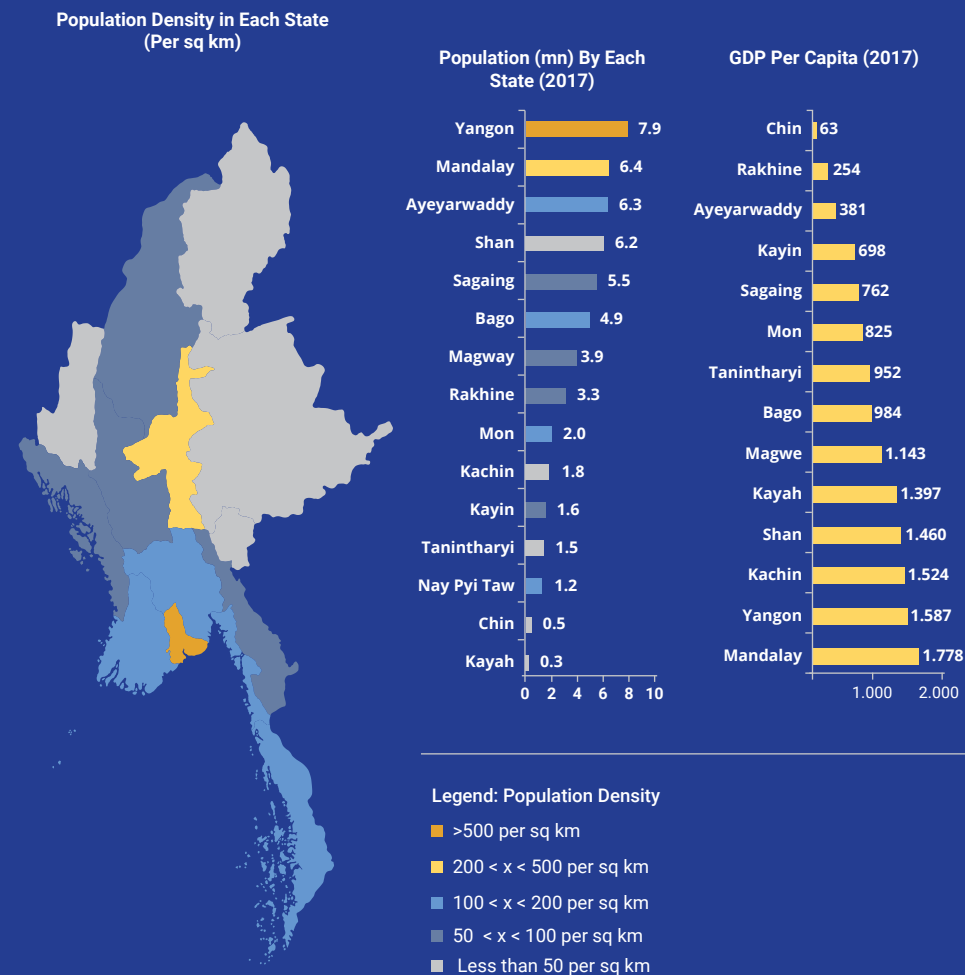 Population Density in Each State
(Per sq km)
Population (mn) By Each
State (2017)
Yangon 7.9
Mandalay 6.4
Ayeyarwaddy 6.3
Shan 6.2
Sagaing 5.5
Bago 4.9
Magway 3.9
Rakhine 3.3
Mon 2.0
Kachin 1.8
Kayin 1.6
Tanintharyi 1.5
Nay Pyi Taw 1.2
Chin 0.5
Kayah 0.3
0 2 4 6 8 10
GDP Per Capita (2017)
Chin 63
Rakhine 254
Ayeyarwaddy 381
Kayin 698
Sagaing 762
Mon 825
Tanintharyi 952
Bago 984
Magwe 1.143
Kayah 1.397
Shan 1.460
Kachin 1.524
Yangon 1.587
Mandalay 1.778
1.000 2.000
Legend: Population Density
>500 per sq km
200 < x < 500 per sq km
100 < x < 200 per sq km
50 < x < 100 per sq km
Less than 50 per sq km